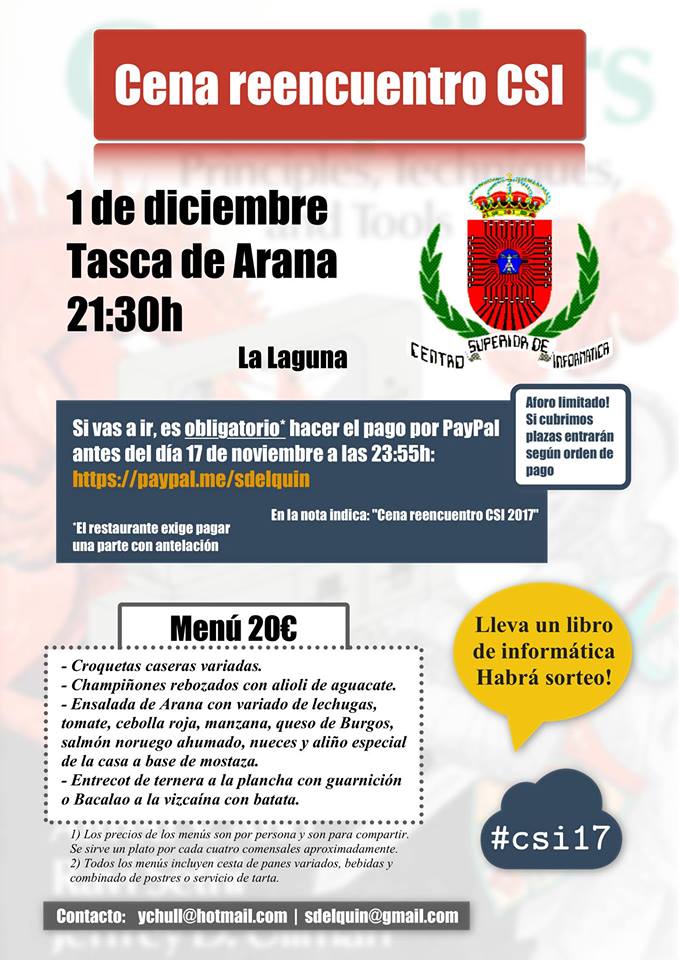 Cena reencuentro CSI
Principles, Techniques,
and Tools
1 de diciembre
Tasca de Arana
21:30h
La Laguna
CENTRO SUPERIOR DE INFORMATICA
Si vas a ir, es obligatorio* hacer el pago por PayPal
antes del día 17 de noviembre a las 23:55h:
https://paypal.me/sdelquin
En la nota indica: "Cena reencuentro CSI 2017"
*El restaurante exige pagar
una parte con antelación
Aforo limitado!
Si cubrimos
plazas entrarán
según orden de
pago
Menú 20€
- Croquetas caseras variadas.
- Champiñones rebozados con alioli de aguacate.
- Ensalada de Arana con variado de lechugas,
tomate, cebolla roja, manzana, queso de Burgos,
salmón noruego ahumado, nueces y aliño especial
de la casa a base de mostaza.
- Entrecot de ternera a la plancha con guarnición
o Bacalao a la vizcaína con batata.
1) Los precios de los menús son por persona y son para compartir.
Se sirve un plato por cada cuatro comensales aproximadamente.
2) Todos los menús incluyen cesta de panes variados, bebidas y
combinado de postres o servicio de tarta.
Lleva un libro
de informática
Habrá sorteo!
#csi17
Contacto: ychull@hotmail.com | sdelquin@gmail.com
Jeffrey D. Ullman